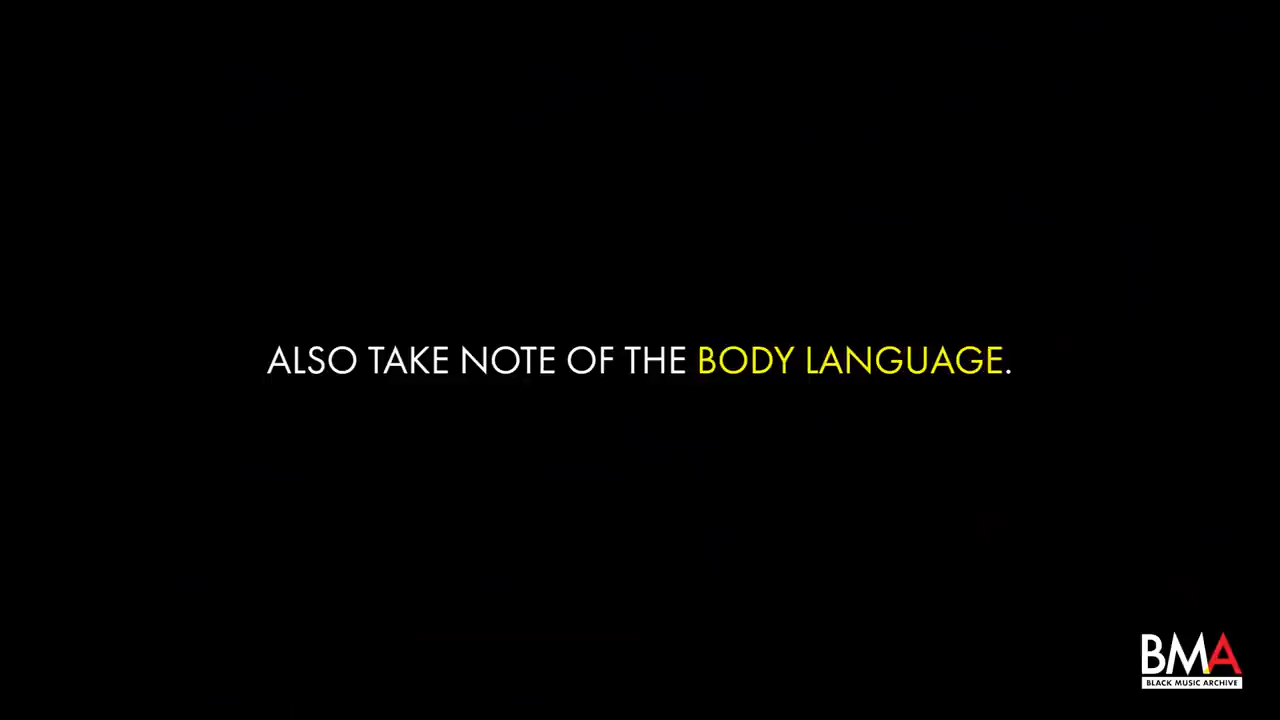 ALSO TAKE NOTE OF THE BODY LANGUAGE.
BMA
BLACK MUSIC ARCHIVE